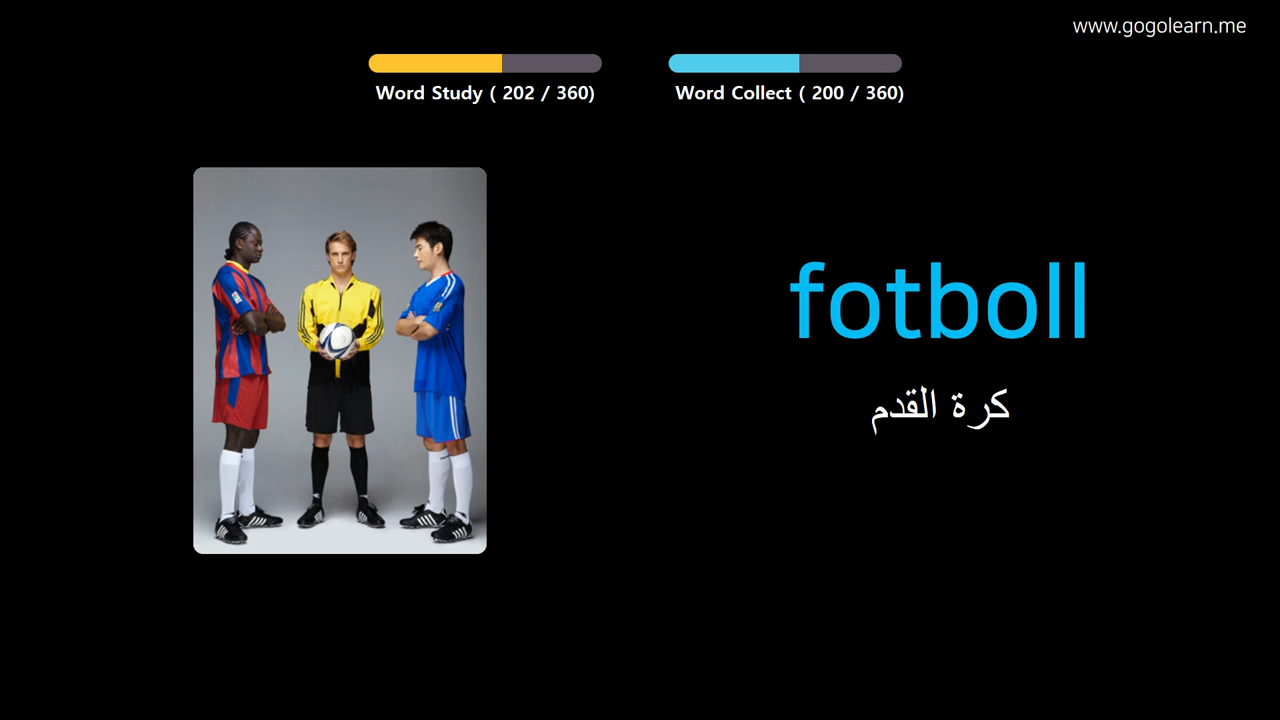 www.gogolearn.me
Word Study ( 202 / 360)
Word Collect ( 200 / 360)
fotboll
كرة القدم